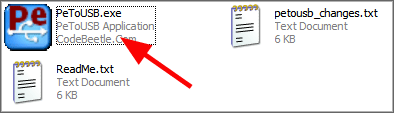 PeToUSB.exe
PeToUSB Application
CodeBeetle.Com
petousb_changes.txt
Text Document
6 KB
ReadMe.txt
Text Document
6 KB